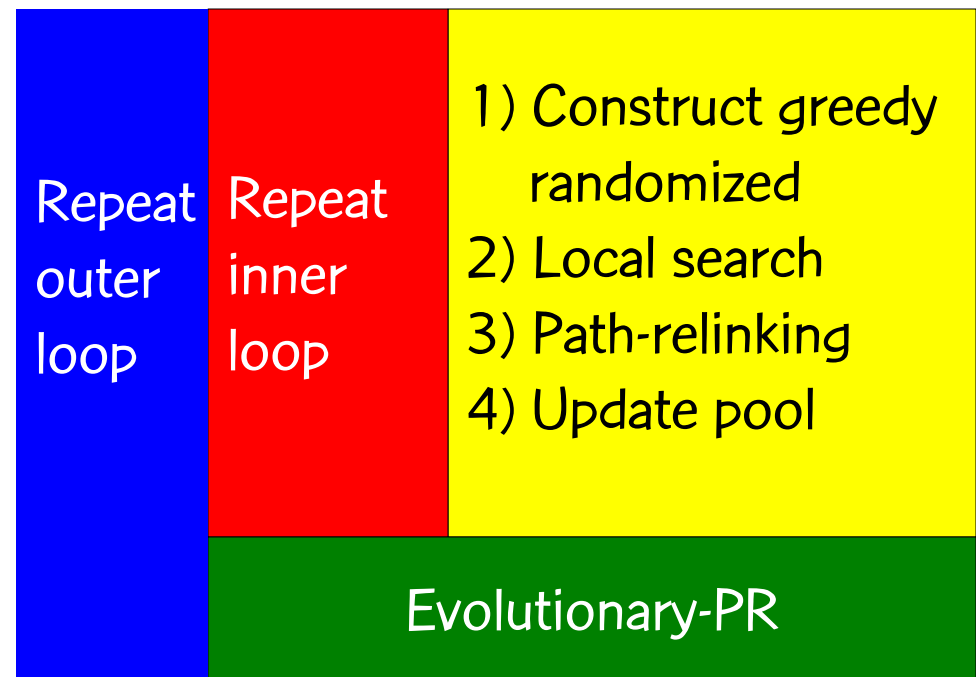 Repeat
outer
loop
Repeat
inner
loop
1) Construct greedy
randomized
2) Local search
3) Path-relinking
4) Update pool
Evolutionary-PR